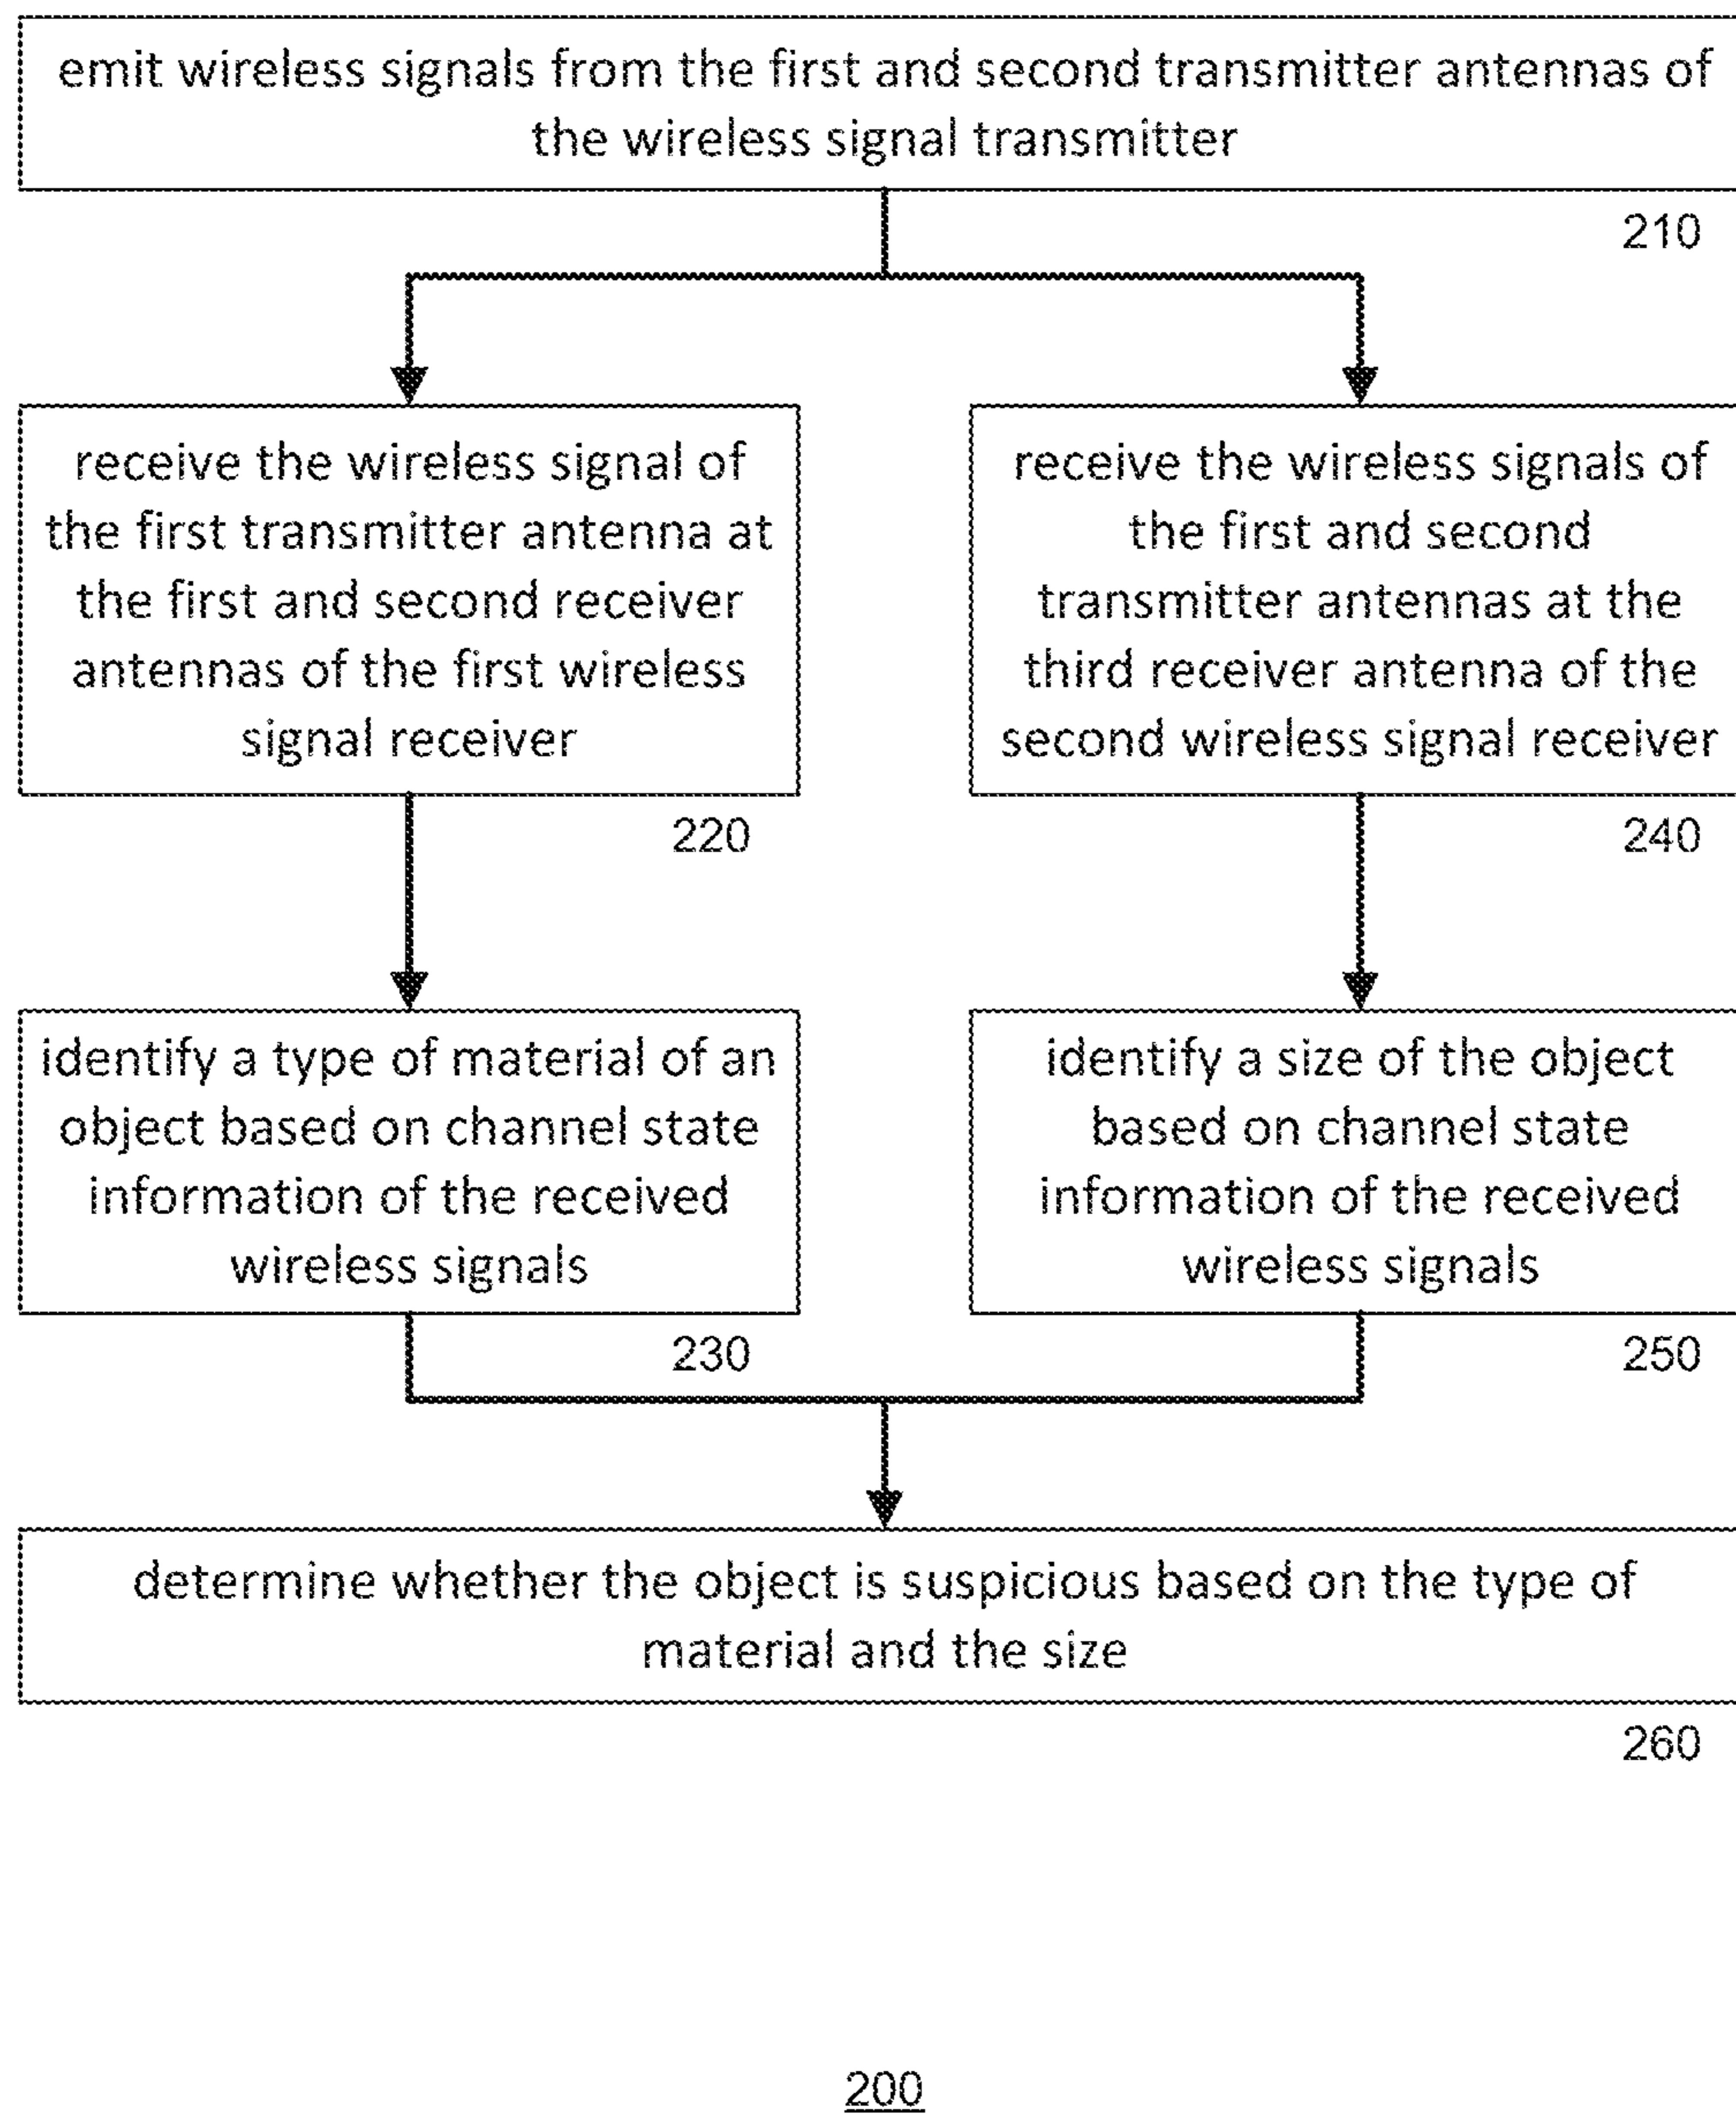 emit wireless signals from the first and second transmitter antennas of
the wireless signal transmitter
210
receive the wireless signal of
the first transmitter antenna at
the first and second receiver
antennas of the first wireless
signal receiver
220
receive the wireless signals of
the first and second
transmitter antennas at the
third receiver antenna of the
second wireless signal receiver
240
identify a type of material of an
object based on channel state
information of the received
wireless signals
230
identify a size of the object
based on channel state
information of the received
wireless signals
250
determine whether the object is suspicious based on the type of
material and the size
260
200